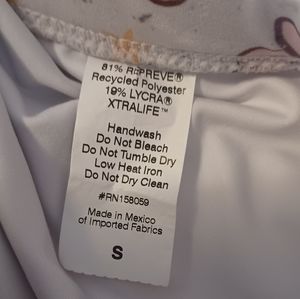 81% REPREVE®
Recycled Polyester
19% LYCRA®
XTRALIFE™
Handwash
Do Not Bleach
Do Not Tumble Dry
Low Heat Iron
Do Not Dry Clean
#RN158059
Made in Mexico
of Imported Fabrics
S